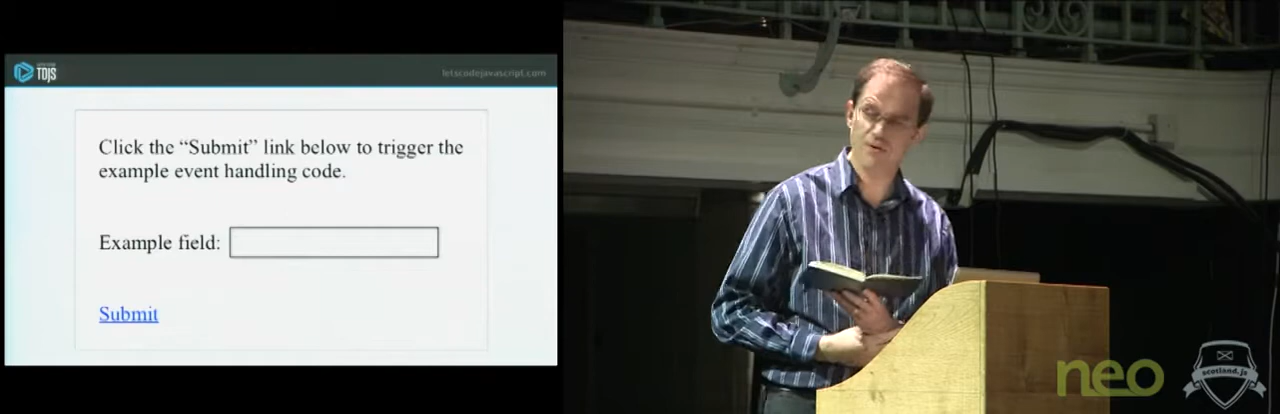 TDJS
letscodejavascript.com
Click the “Submit” link below to trigger the
example event handling code.
Example field:
Submit
neo
scotland.js